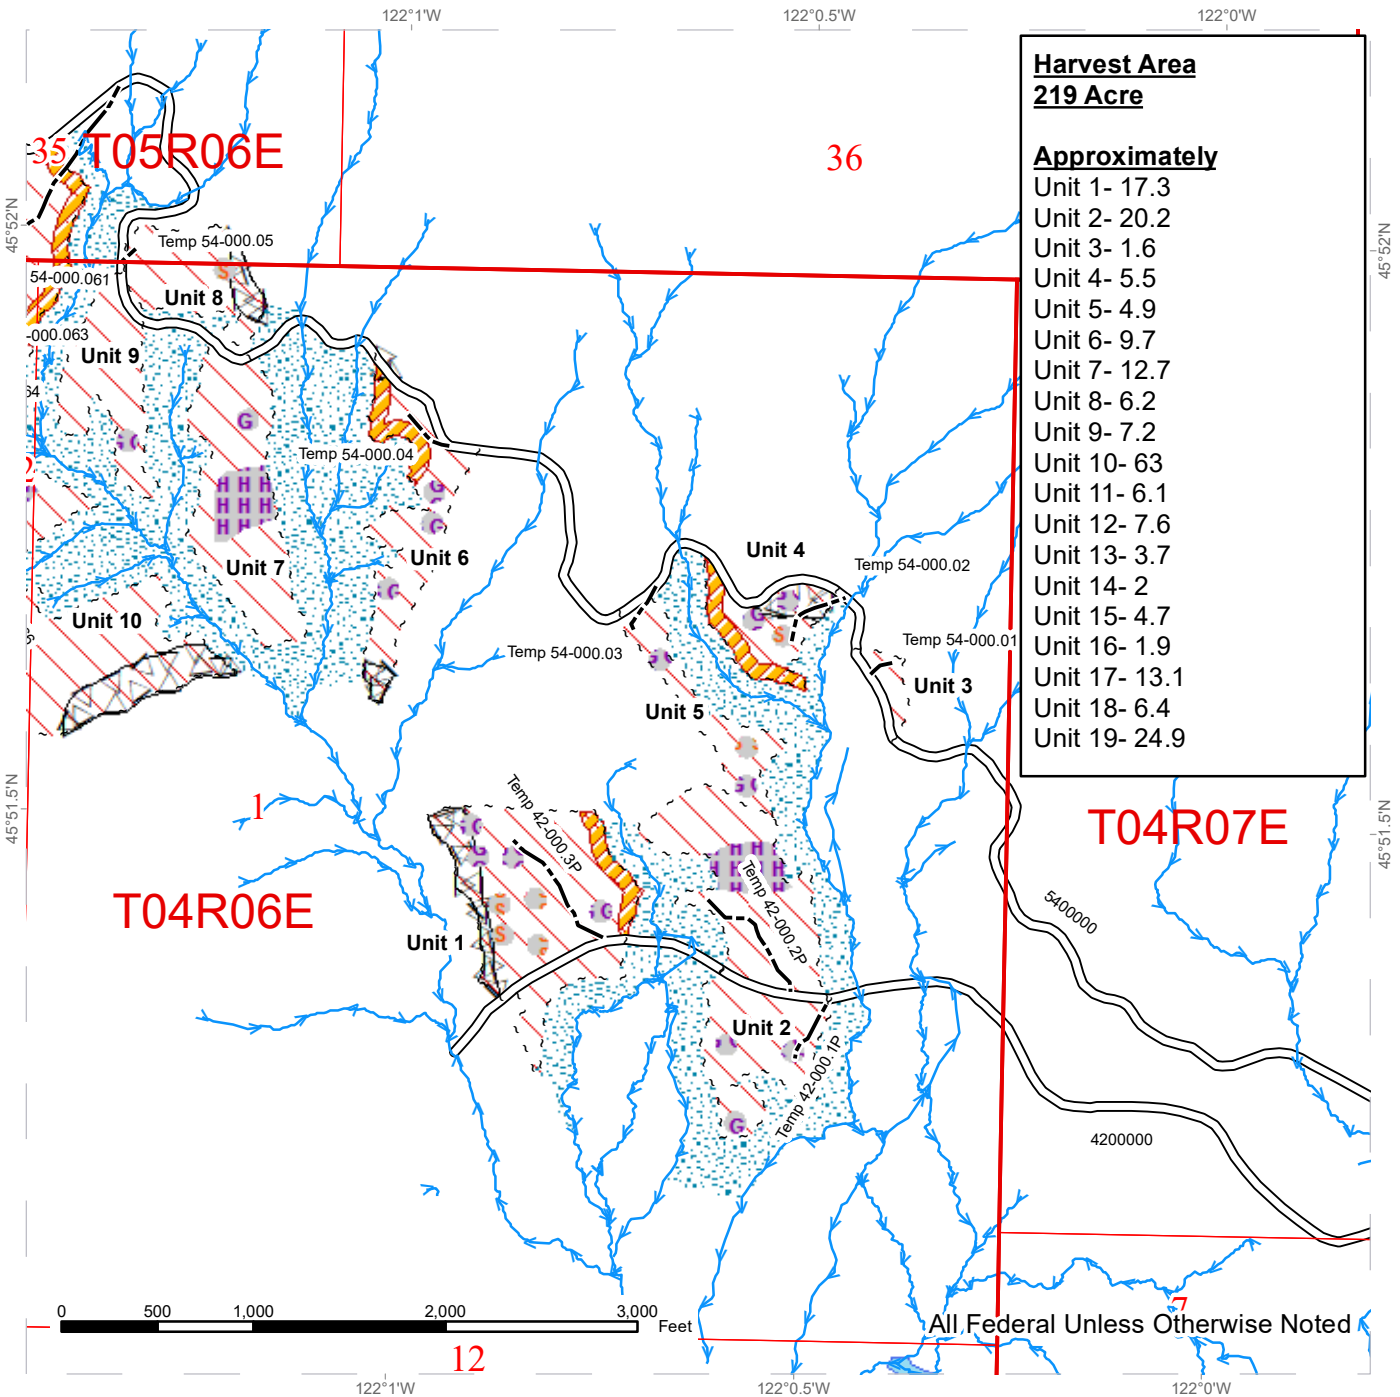 122°1'W
122°0.5'W
122°0'W
Harvest Area
219 Acre
Approximately
Unit 1- 17.3
Unit 2- 20.2
Unit 3- 1.6
Unit 4- 5.5
Unit 5- 4.9
Unit 6- 9.7
Unit 7- 12.7
Unit 8- 6.2
Unit 9- 7.2
Unit 10- 63
Unit 11- 6.1
Unit 12- 7.6
Unit 13- 3.7
Unit 14- 2
Unit 15- 4.7
Unit 16- 1.9
Unit 17- 13.1
Unit 18- 6.4
Unit 19- 24.9
35
T05R06E
36
45°52'N
45°52'N
Temp 54-000.05
S
54-000.061
Unit 8
-000.063
Unit 9
64
G
G
Temp 54-000.04
2
H H H
H H H
H H
G
G
Unit 6
Unit 7
G
Unit 4
Temp 54-000.02
Unit 10
G
G
S
Temp 54-000.01
Temp 54-000.03
G
Unit 3
Unit 5
S
G
1
45°51.5'N
45°51.5'N
Temp 42-000.3P
T04R07E
G
G
H H
H H H
H H H
Temp 42-000.2P
T04R06E
S
G
S
Unit 1
5400000
Unit 2
G
Temp 42-000.1P
G
4200000
0 500 1,000 2,000 3,000
Feet
7
All Federal Unless Otherwise Noted
12
122°1'W
122°0.5'W
122°0'W